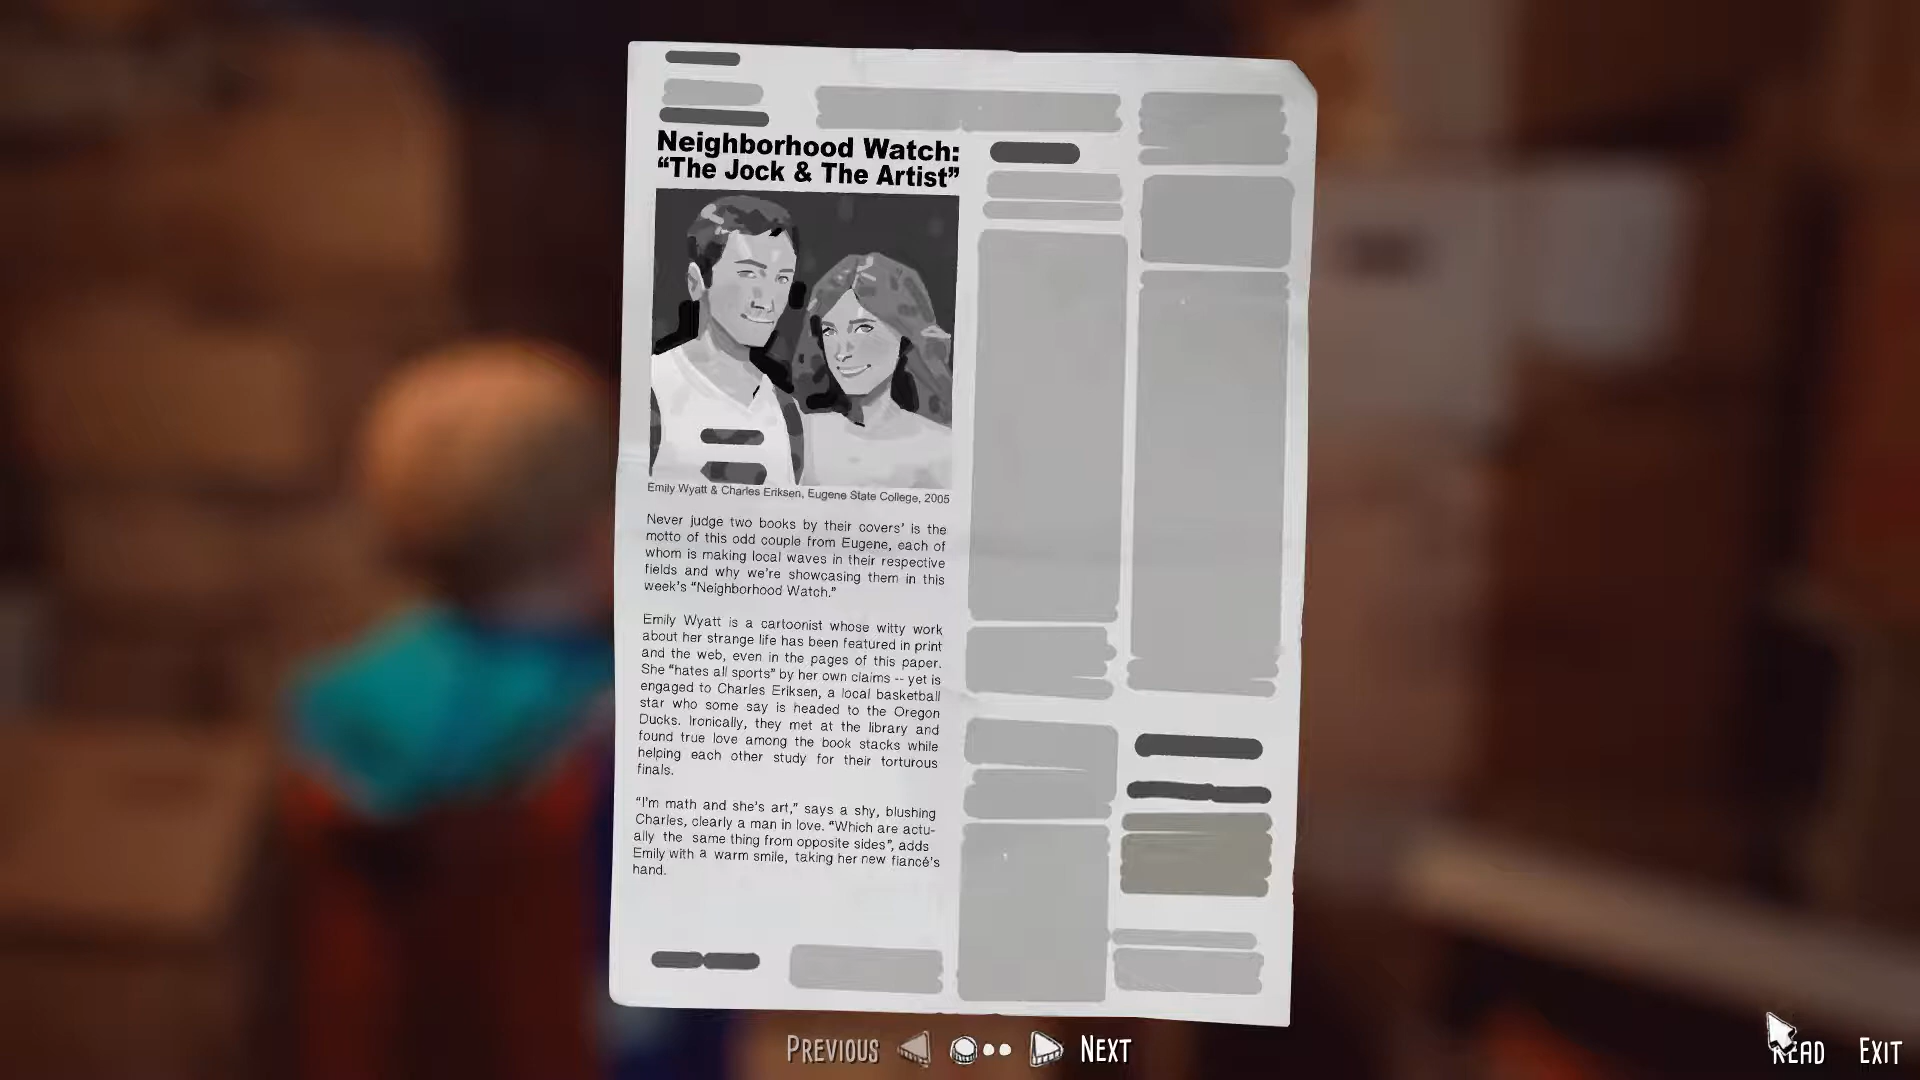 Neighborhood Watch:
“The Jock & The Artist”
Emily Wyatt & Charles Eriksen, Eugene State College, 2005
Never judge two books by their covers’ is the
motto of this odd couple from Eugene, each of
whom is making local waves in their respective
fields and why we’re showcasing them in this
week’s “Neighborhood Watch.”
Emily Wyatt is a cartoonist whose witty work
about her strange life has been featured in print
and the web, even in the pages of this paper.
She “hates all sports” by her own claims -- yet is
engaged to Charles Eriksen, a local basketball
star who some say is headed to the Oregon
Ducks. Ironically, they met at the library and
found true love among the book stacks while
helping each other study for their torturous
finals.
“I’m math and she’s art,” says a shy, blushing
Charles, clearly a man in love. “Which are actu-
ally the same thing from opposite sides”, adds
Emily with a warm smile, taking her new fiancé’s
hand.
PREVIOUS NEXT
READ EXIT